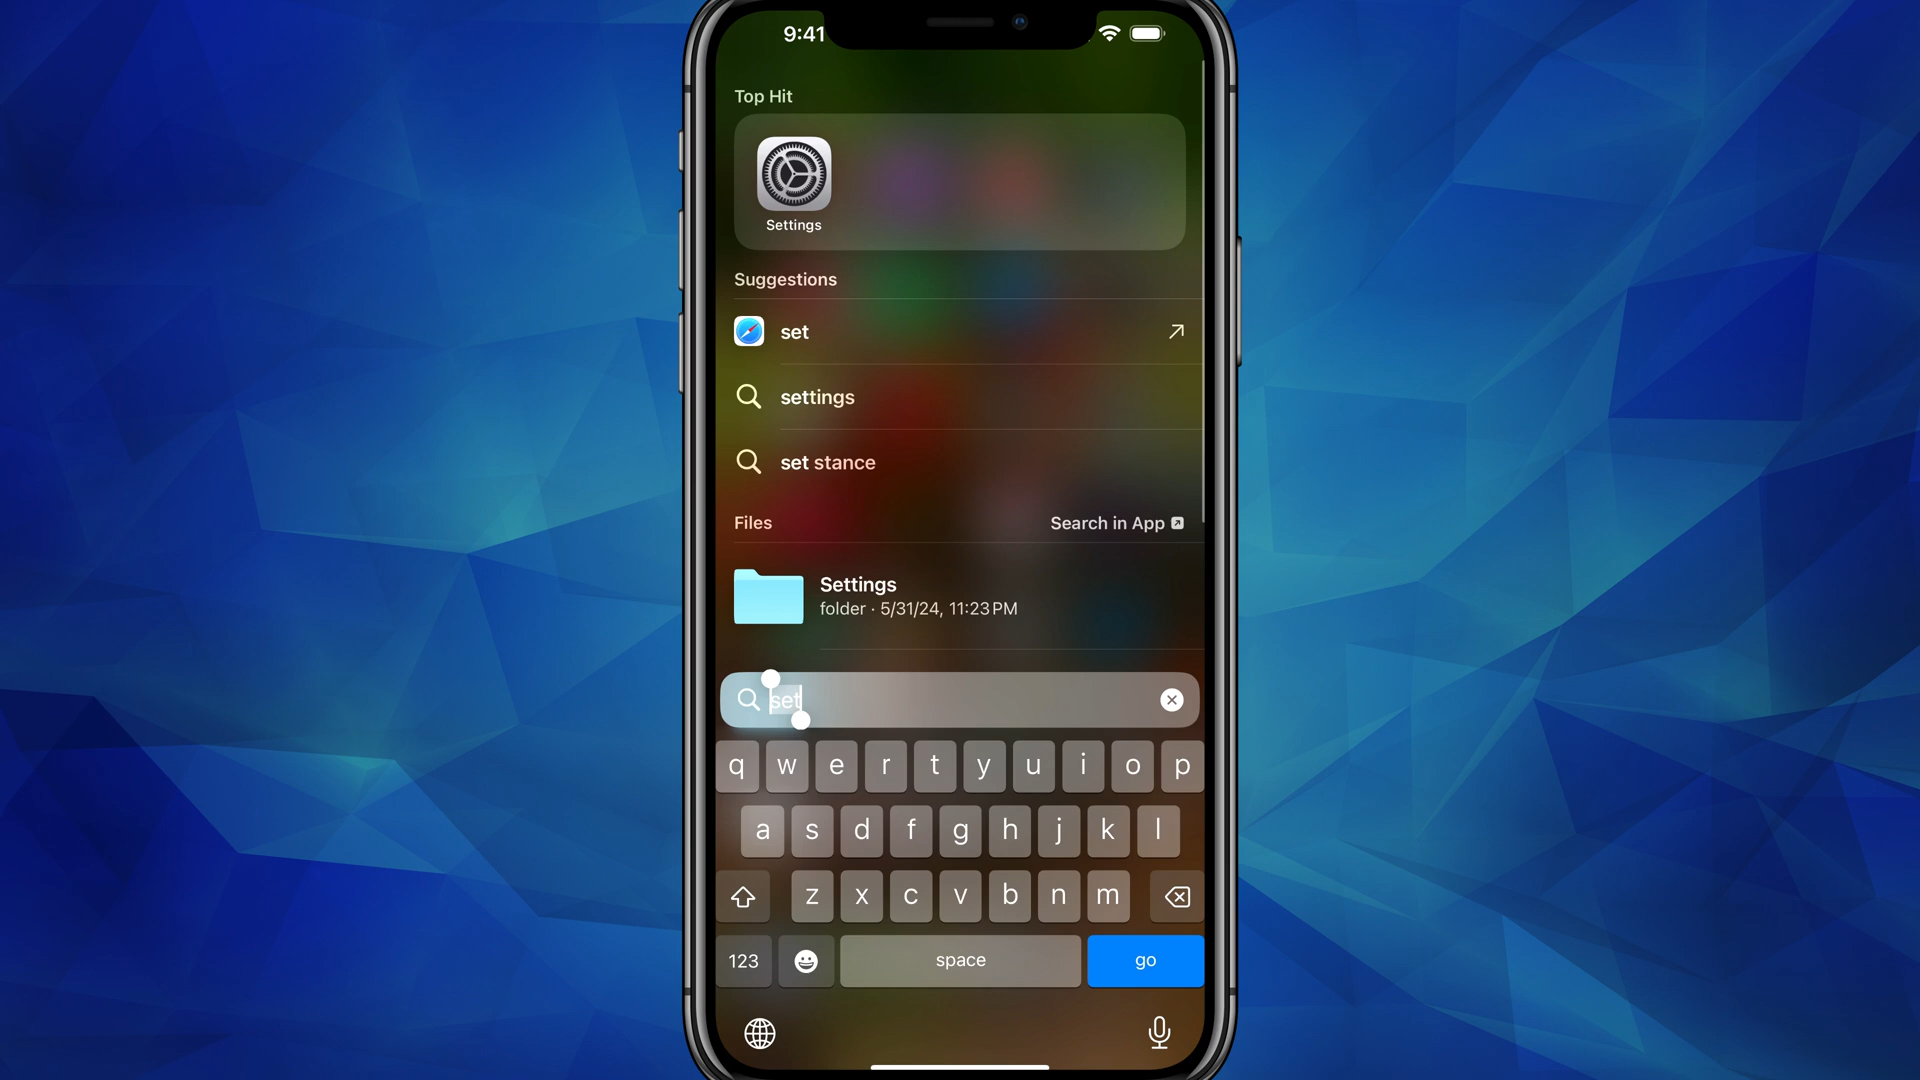 9:41
Top Hit
Settings
Suggestions
set
settings
set stance
Files Search in App
Settings
folder · 5/31/24, 11:23 PM
set
q w e r t y u i o p
a s d f g h j k l
z x c v b n m
123 space go